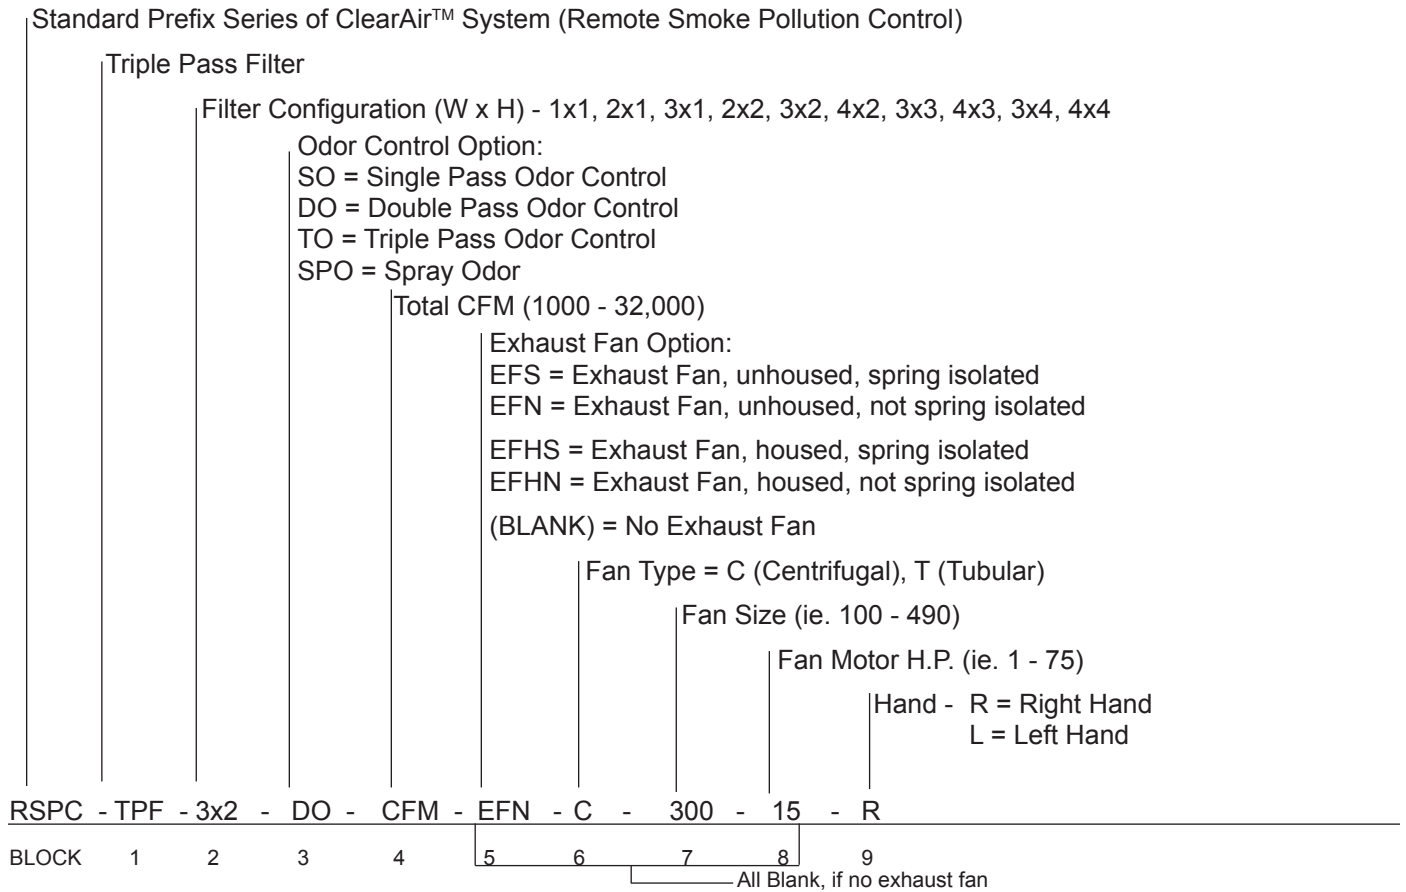 Standard Prefix Series of ClearAir™ System (Remote Smoke Pollution Control)
Triple Pass Filter
Filter Configuration (W x H) - 1x1, 2x1, 3x1, 2x2, 3x2, 4x2, 3x3, 4x3, 3x4, 4x4
Odor Control Option:
SO = Single Pass Odor Control
DO = Double Pass Odor Control
TO = Triple Pass Odor Control
SPO = Spray Odor
Total CFM (1000 - 32,000)
Exhaust Fan Option:
EFS = Exhaust Fan, unhoused, spring isolated
EFN = Exhaust Fan, unhoused, not spring isolated
EFHS = Exhaust Fan, housed, spring isolated
EFHN = Exhaust Fan, housed, not spring isolated
(BLANK) = No Exhaust Fan
Fan Type = C (Centrifugal), T (Tubular)
Fan Size (ie. 100 - 490)
Fan Motor H.P. (ie. 1 - 75)
Hand - R = Right Hand
L = Left Hand
RSPC - TPF - 3x2 - DO - CFM - EFN - C - 300 - 15 - R
BLOCK 1 2 3 4 5 6 7 8 9
All Blank, if no exhaust fan